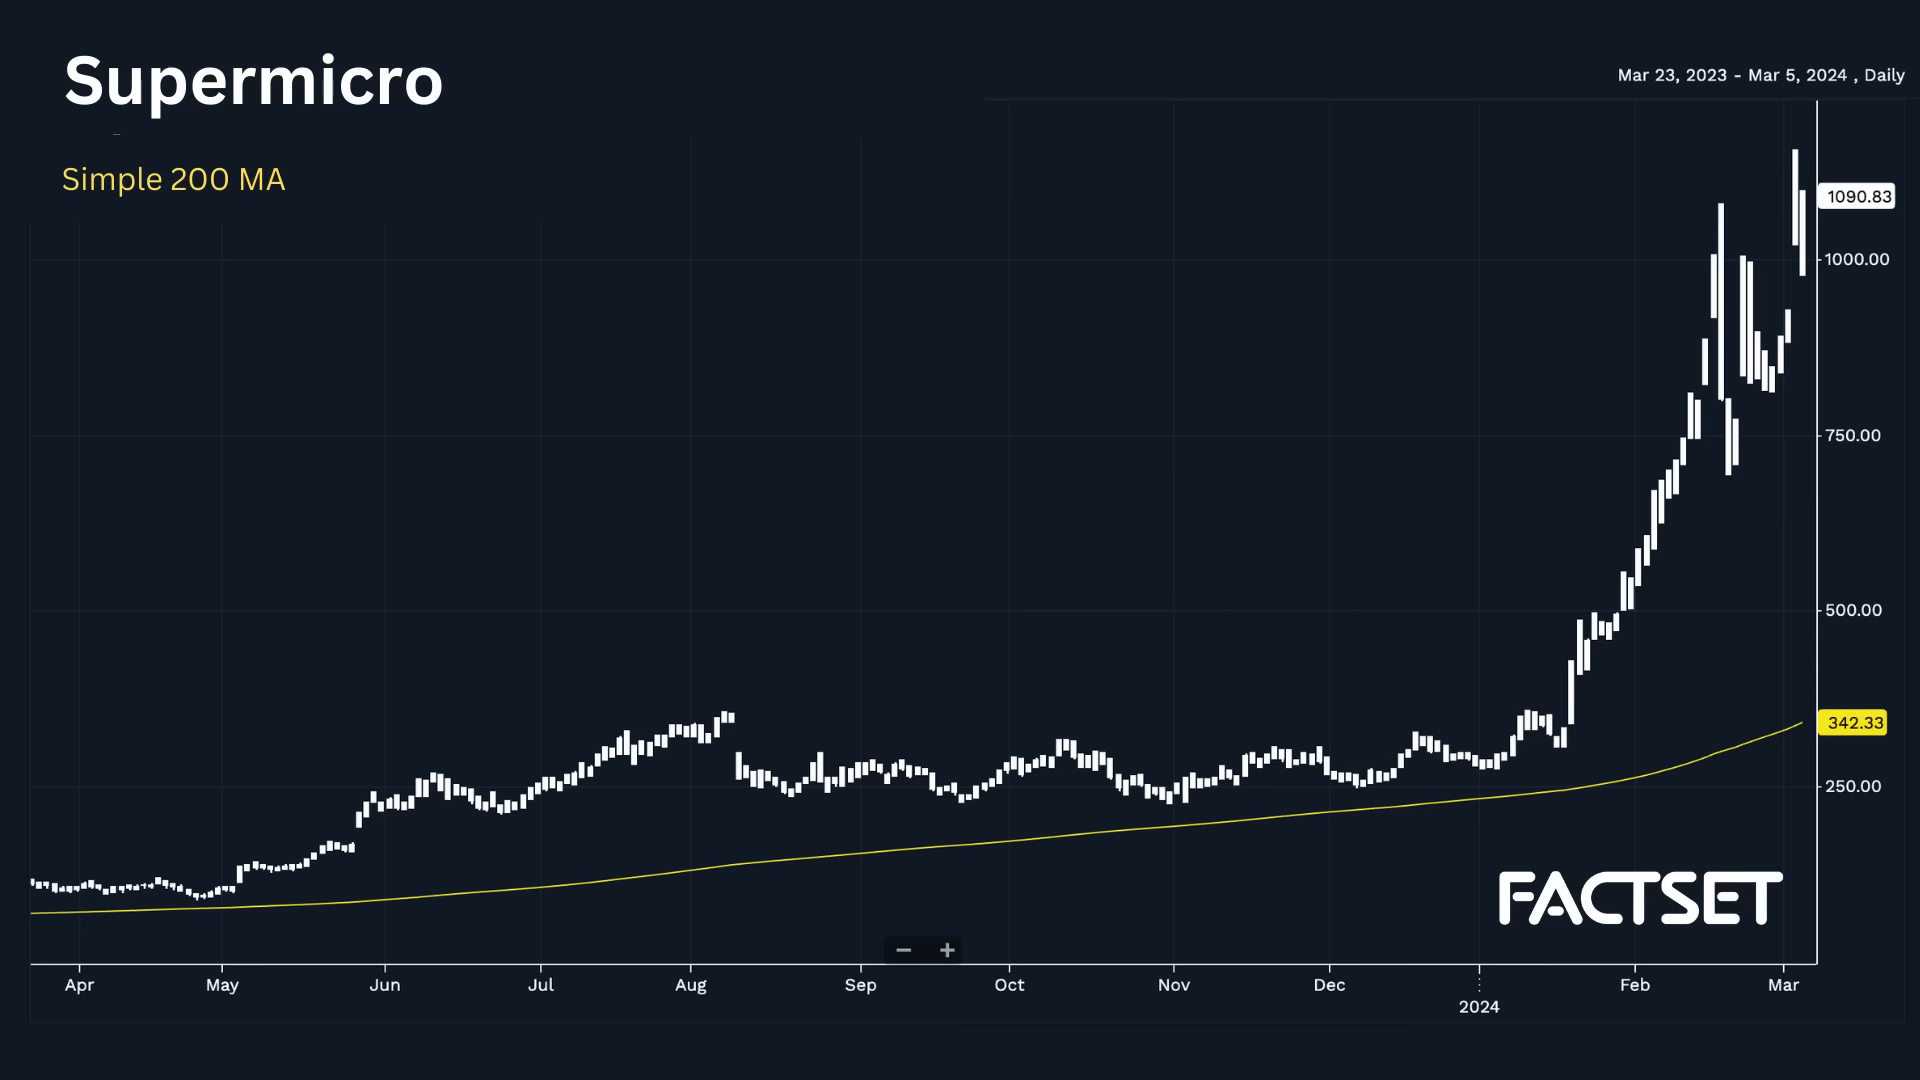 Supermicro
Mar 23, 2023 - Mar 5, 2024 , Daily
Simple 200 MA
1090.83
1000.00
750.00
500.00
342.33
250.00
FACTSET
− +
Apr May Jun Jul Aug Sep Oct Nov Dec Feb Mar
2024